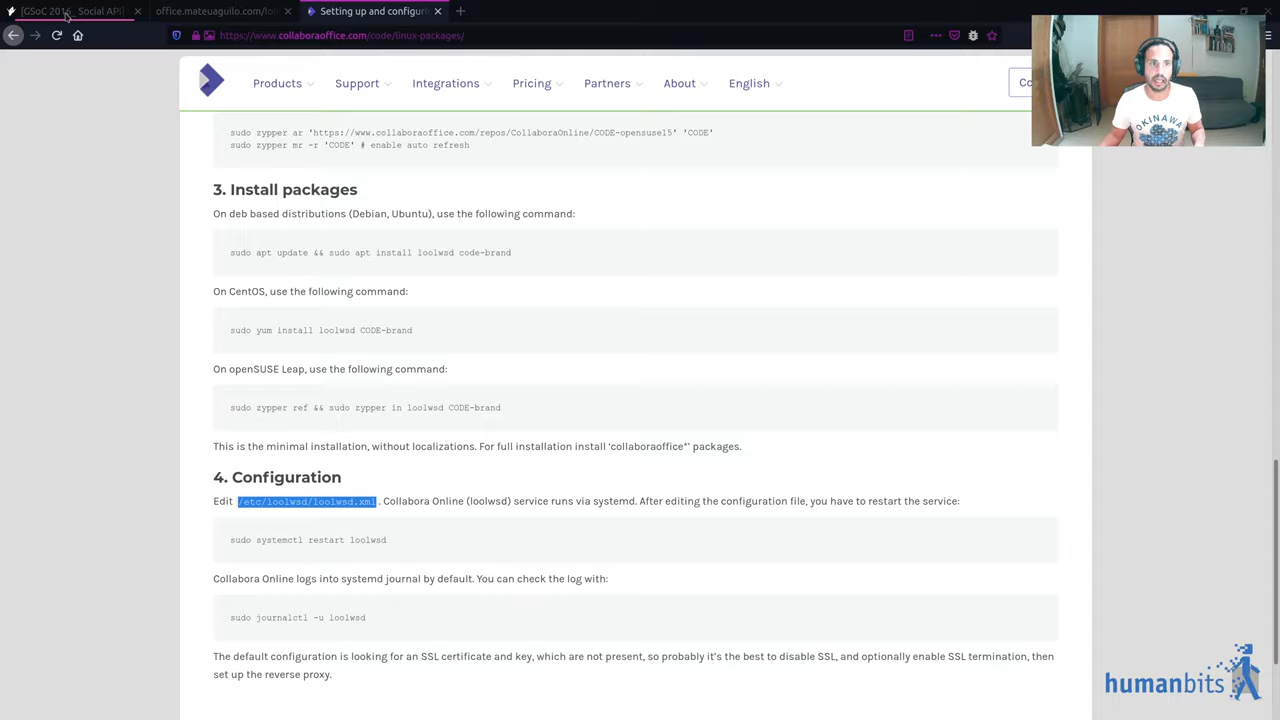 [GSoC 2015_ Social API]
office.mateuaguilo.com/lole
Setting up and configuri
https://www.collaboraoffice.com/code/linux-packages/
Products
Support
Integrations
Pricing
Partners
About
English
Co
sudo zypper ar 'https://www.collaboraoffice.com/repos/CollaboraOnline/CODE-opensuse15' 'CODE'
sudo zypper mr -r 'CODE' # enable auto refresh
OKINAWA
3. Install packages
On deb based distributions (Debian, Ubuntu), use the following command:
sudo apt update && sudo apt install loolwsd code-brand
On CentOS, use the following command:
sudo yum install loolwsd CODE-brand
On openSUSE Leap, use the following command:
sudo zypper ref && sudo zypper in loolwsd CODE-brand
This is the minimal installation, without localizations. For full installation install ‘collaboraoffice*’ packages.
4. Configuration
Edit /etc/loolwsd/loolwsd.xml . Collabora Online (loolwsd) service runs via systemd. After editing the configuration file, you have to restart the service:
sudo systemctl restart loolwsd
Collabora Online logs into systemd journal by default. You can check the log with:
sudo journalctl -u loolwsd
The default configuration is looking for an SSL certificate and key, which are not present, so probably it’s the best to disable SSL, and optionally enable SSL termination, then
set up the reverse proxy.
humanbits